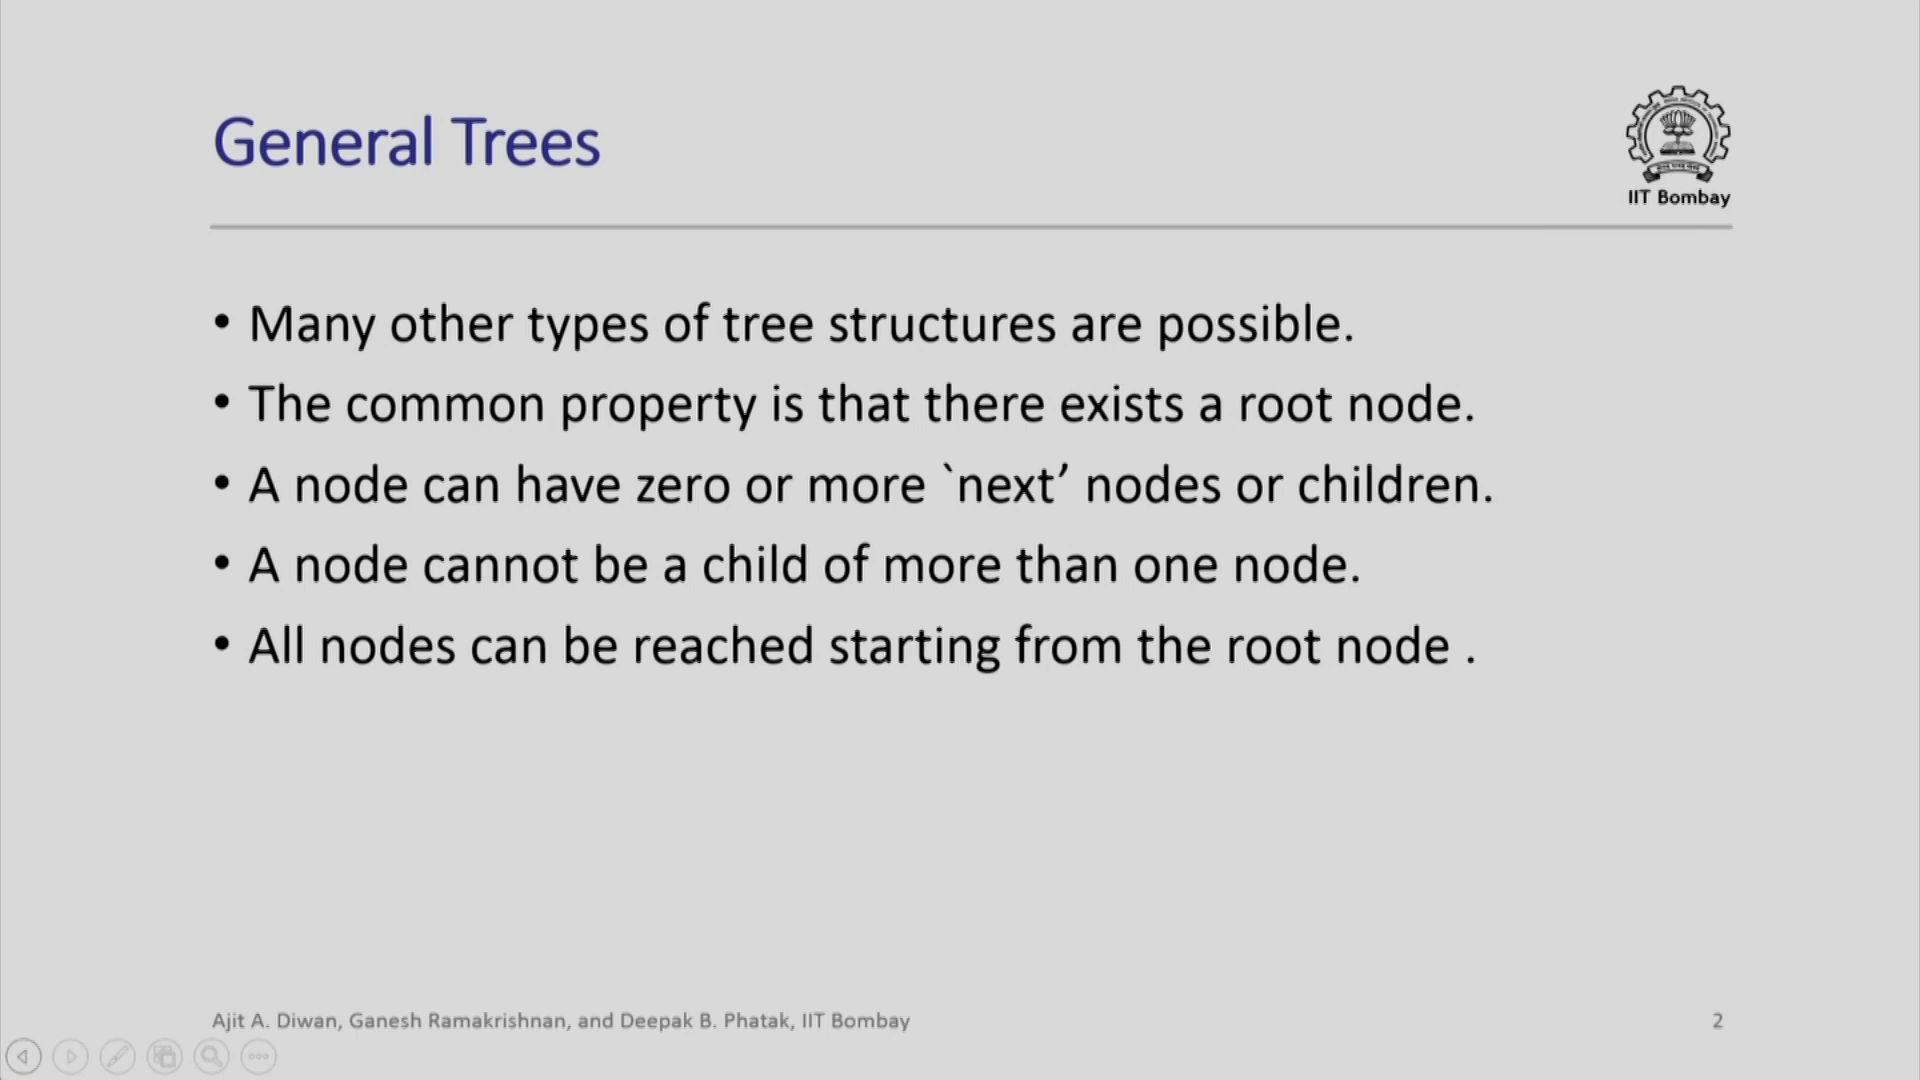 General Trees
IIT Bombay
• Many other types of tree structures are possible.
• The common property is that there exists a root node.
• A node can have zero or more `next’ nodes or children.
• A node cannot be a child of more than one node.
• All nodes can be reached starting from the root node .
Ajit A. Diwan, Ganesh Ramakrishnan, and Deepak B. Phatak, IIT Bombay
2